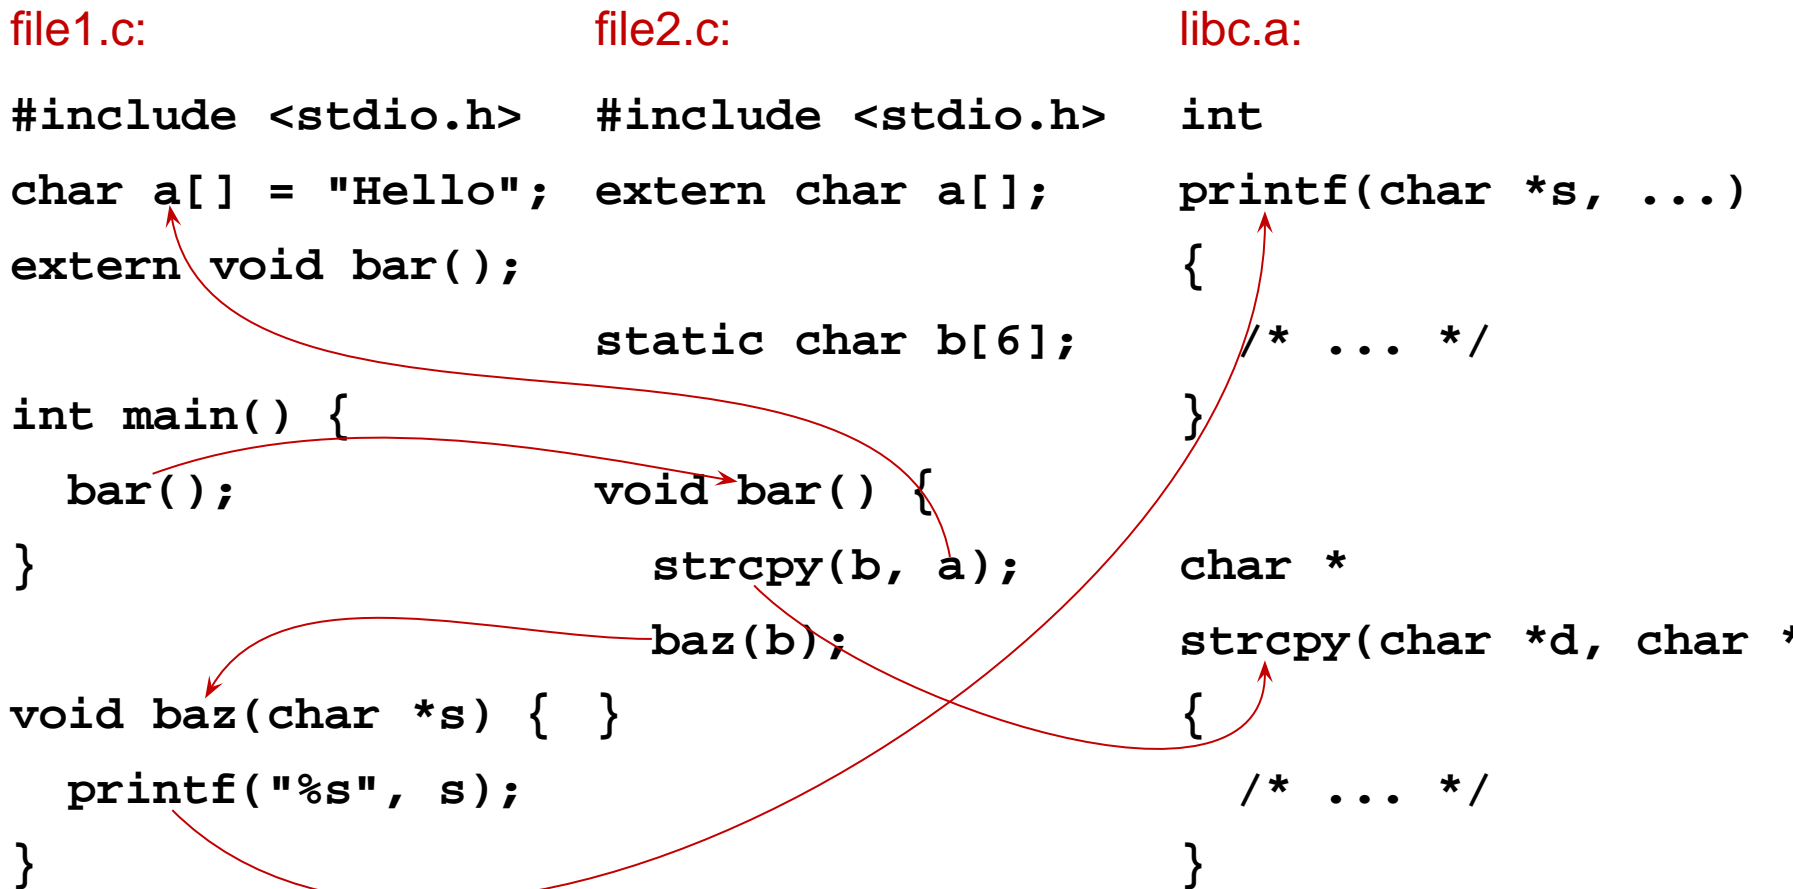 file1.c:
#include <stdio.h>
char a[] = "Hello";
extern void bar();
int main() {
  bar();
}
void baz(char *s) {
  printf("%s", s);
}
file2.c:
#include <stdio.h>
extern char a[];
static char b[6];
void bar() {
  strcpy(b, a);
  baz(b);
}
libc.a:
int
printf(char *s, ...)
{
  /* ... */
}
char *
strcpy(char *d, char *
{
  /* ... */
}